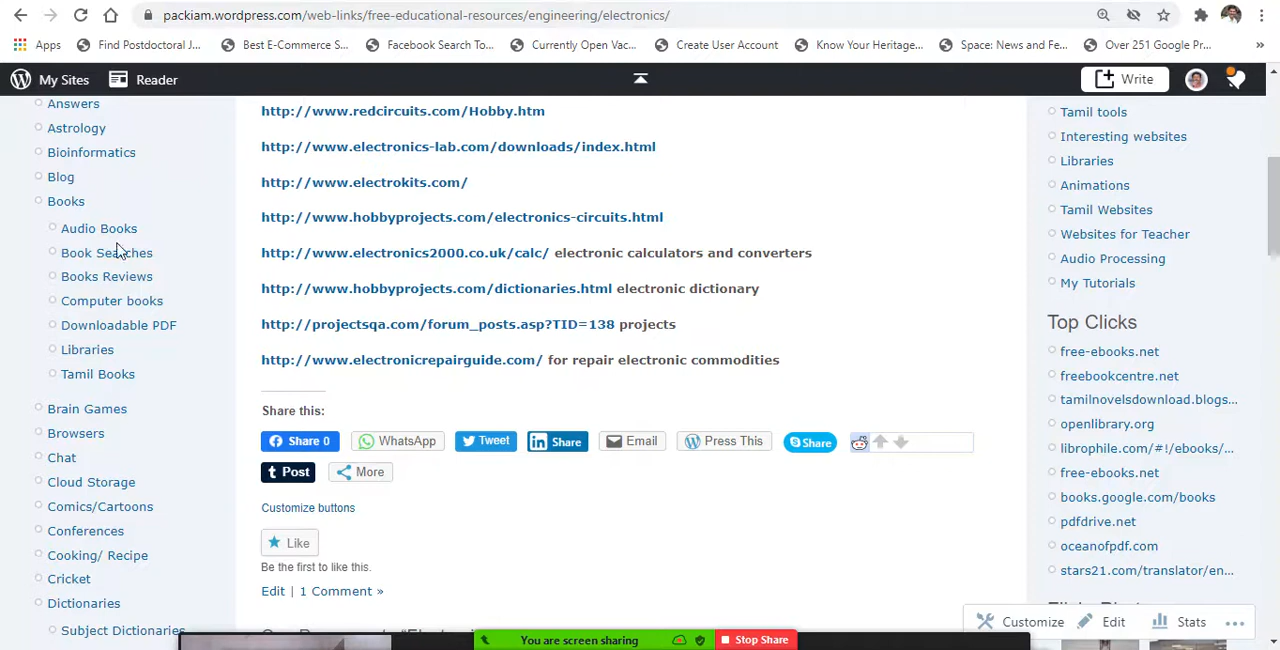 packiam.wordpress.com/web-links/free-educational-resources/engineering/electronics/
Apps Find Postdoctoral J... Best E-Commerce S... Facebook Search To... Currently Open Vac... Create User Account Know Your Heritage... Space: News and Fe... Over 251 Google Pr... »
My Sites Reader Write
Answers
Astrology
Bioinformatics
Blog
Books
Audio Books
Book Searches
Books Reviews
Computer books
Downloadable PDF
Libraries
Tamil Books
Brain Games
Browsers
Chat
Cloud Storage
Comics/Cartoons
Conferences
Cooking/ Recipe
Cricket
Dictionaries
Subject Dictionaries
http://www.redcircuits.com/Hobby.htm
http://www.electronics-lab.com/downloads/index.html
http://www.electrokits.com/
http://www.hobbyprojects.com/electronics-circuits.html
http://www.electronics2000.co.uk/calc/ electronic calculators and converters
http://www.hobbyprojects.com/dictionaries.html electronic dictionary
http://projectsqa.com/forum_posts.asp?TID=138 projects
http://www.electronicrepairguide.com/ for repair electronic commodities
Share this:
Share 0 WhatsApp Tweet Share Email Press This Share
Post More
Customize buttons
Like
Be the first to like this.
Edit | 1 Comment »
Tamil tools
Interesting websites
Libraries
Animations
Tamil Websites
Websites for Teacher
Audio Processing
My Tutorials
Top Clicks
free-ebooks.net
freebookcentre.net
tamilnovelsdownload.blogs...
openlibrary.org
librophile.com/#!/ebooks/...
free-ebooks.net
books.google.com/books
pdfdrive.net
oceanofpdf.com
stars21.com/translator/en...
Customize Edit Stats ...
You are screen sharing Stop Share